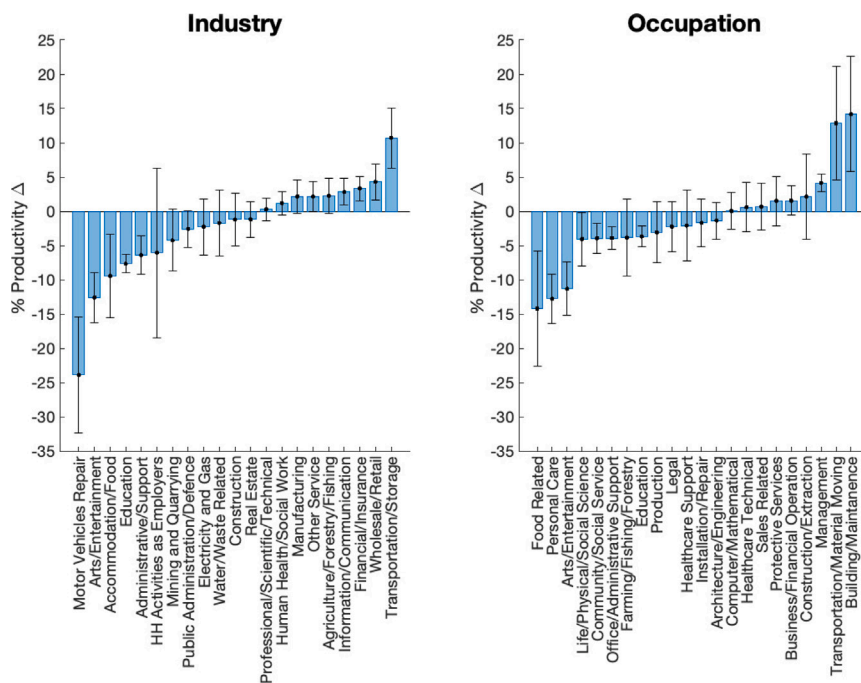 Industry
% Productivity Δ
25
20
15
10
5
0
-5
-10
-15
-20
-25
-30
-35
Motor Vehicles Repair
Arts/Entertainment
Accommodation/Food
Education
Administrative/Support
HH Activities as Employers
Mining and Quarrying
Public Administration/Defence
Electricity and Gas
Water/Waste Related
Construction
Real Estate
Professional/Scientific/Technical
Human Health/Social Work
Manufacturing
Other Service
Agriculture/Forestry/Fishing
Information/Communication
Financial/Insurance
Wholesale/Retail
Transportation/Storage
Occupation
% Productivity Δ
25
20
15
10
5
0
-5
-10
-15
-20
-25
-30
-35
Food Related
Personal Care
Arts/Entertainment
Life/Physical/Social Science
Community/Social Service
Office/Administrative Support
Farming/Fishing/Forestry
Education
Production
Legal
Healthcare Support
Installation/Repair
Architecture/Engineering
Computer/Mathematical
Healthcare Technical
Sales Related
Protective Services
Business/Financial Operation
Construction/Extraction
Management
Transportation/Material Moving
Building/Maintanence